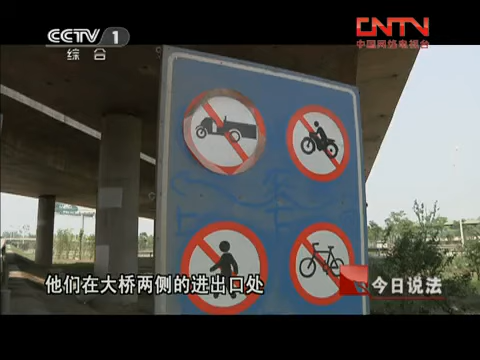 CCTV 1
综合
CNTV
中国网络电视台
他们在大桥两侧的进出口处
今日说法